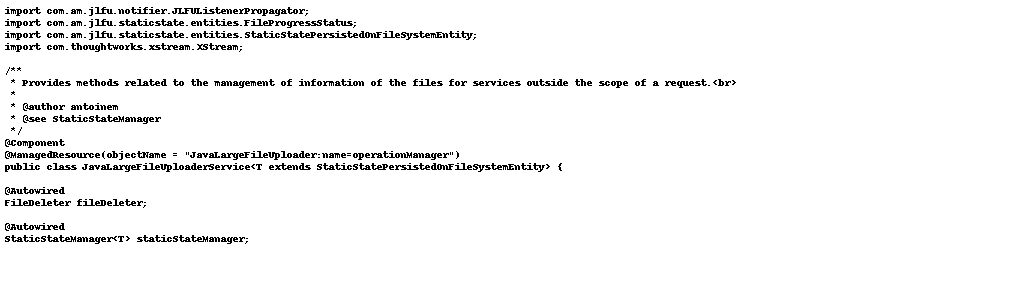 import com.am.jlfu.notifier.JLFUListenerPropagator;
import com.am.jlfu.staticstate.entities.FileProgressStatus;
import com.am.jlfu.staticstate.entities.StaticStatePersistedOnFileSystemEntity;
import com.thoughtworks.xstream.XStream;
/**
 * Provides methods related to the management of information of the files for services outside the scope of a request.<br>
 *
 * @author antoinem
 * @see StaticStateManager
 */
@Component
@ManagedResource(objectName = "JavaLargeFileUploader:name=operationManager")
public class JavaLargeFileUploaderService<T extends StaticStatePersistedOnFileSystemEntity> {
@Autowired
FileDeleter fileDeleter;
@Autowired
StaticStateManager<T> staticStateManager;